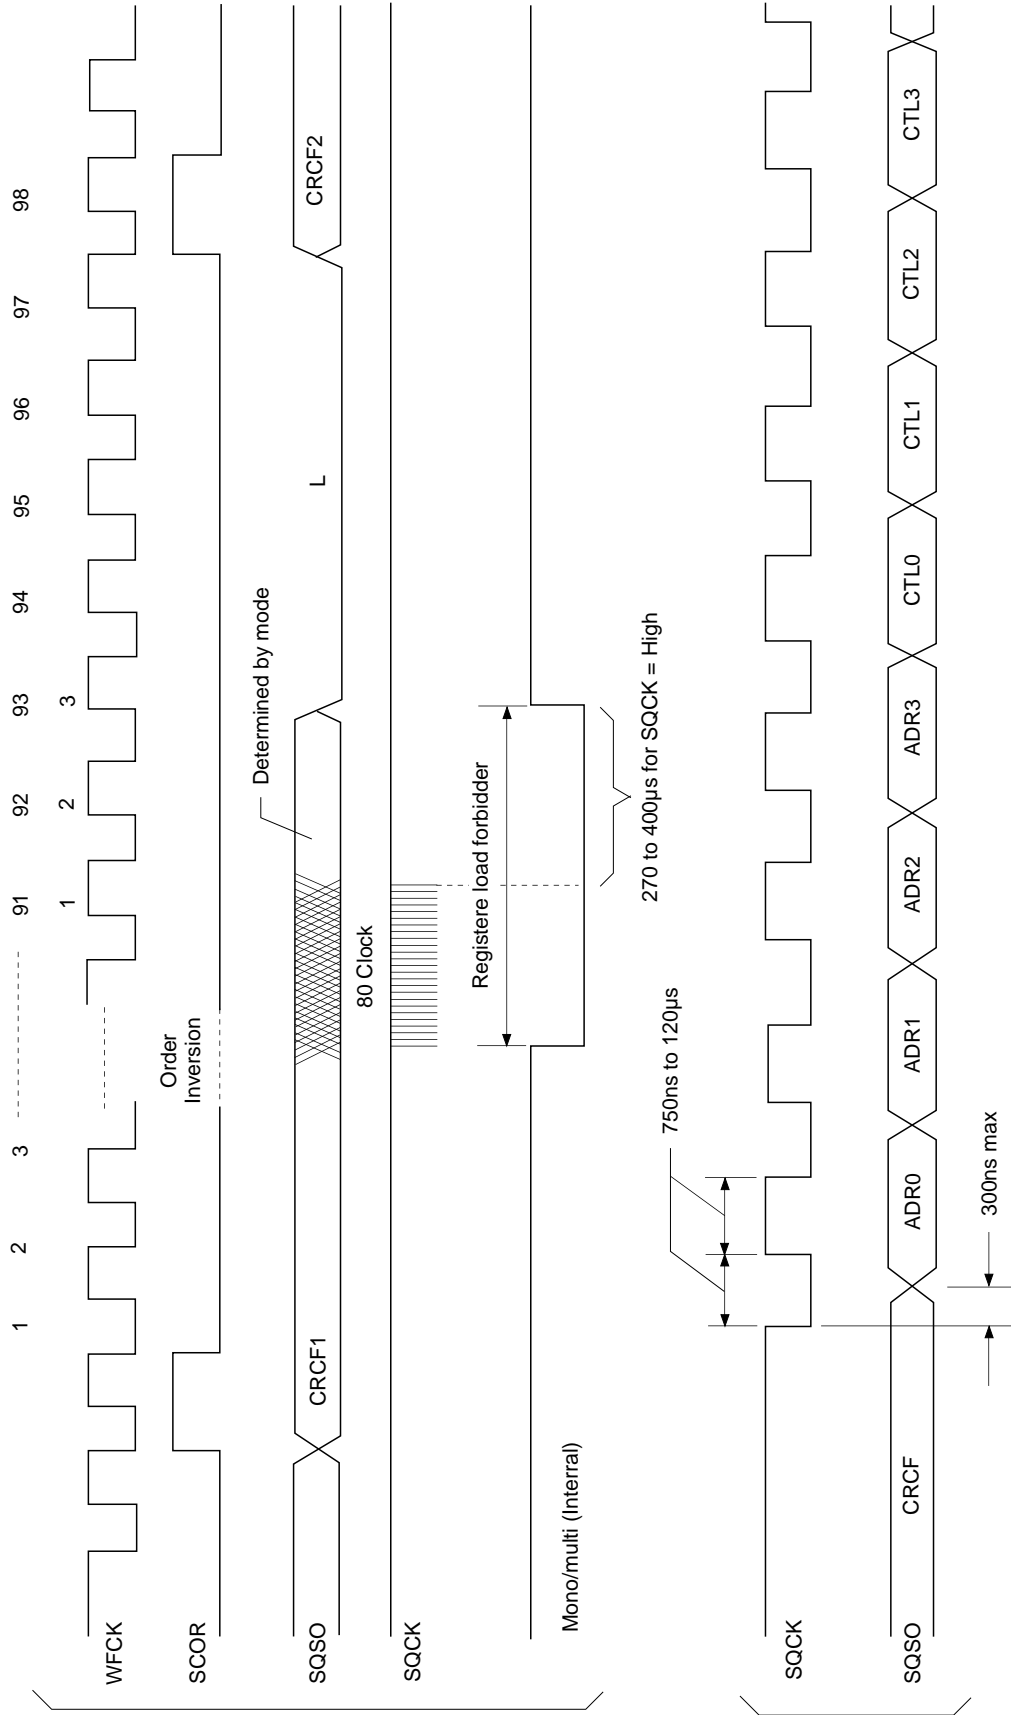 1 2 3 91 92 93 94 95 96 97 98
1 2 3
WFCK
SCOR
Order
Inversion
Determined by mode
SQSO
CRCF1
L
CRCF2
80 Clock
SQCK
Registere load forbidder
Mono/multi (Interral)
270 to 400µs for SQCK = High
750ns to 120µs
SQCK
SQSO
CRCF
ADR0
ADR1
ADR2
ADR3
CTL0
CTL1
CTL2
CTL3
300ns max